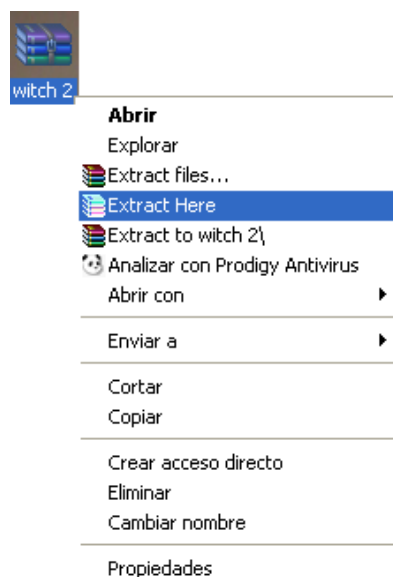 witch 2
Abrir
Explorar
Extract files...
Extract Here
Extract to witch 2\
Analizar con Prodigy Antivirus
Abrir con
Enviar a
Cortar
Copiar
Crear acceso directo
Eliminar
Cambiar nombre
Propiedades